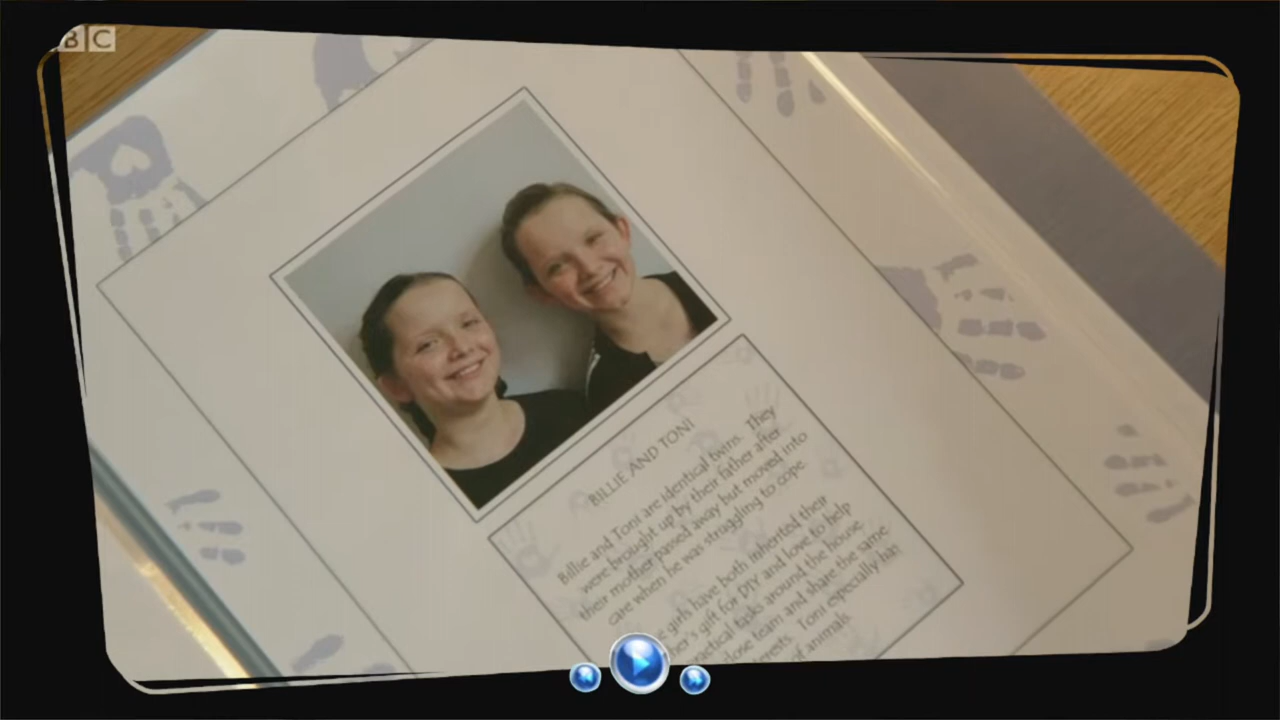 BC
BILLIE AND TONI
Billie and Toni are identical twins. They
were brought up by their father after
their mother passed away but moved into
care when he was struggling to cope
girls have both inherited their
gift for DIY and love to help
tasks around the house
team and share the same
Toni especially has
of animals